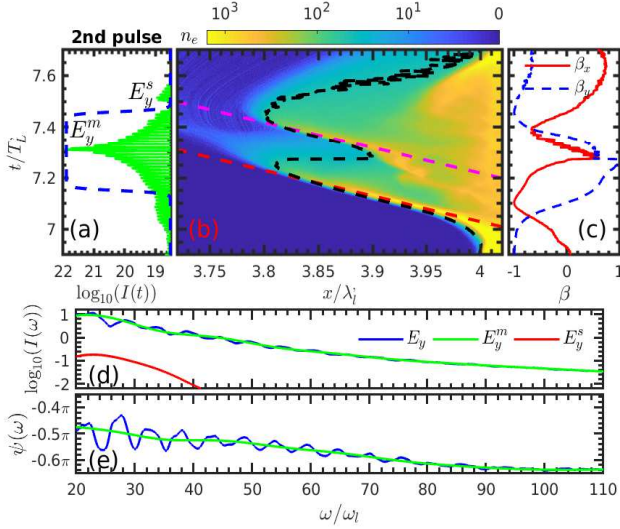 2nd pulse
n_e
10^3
10^2
10^1
0
7.6
7.4
7.2
7
t/T_L
E_y^s
E_y^m
(a)
(b)
(c)
β_x
β_y
22 21 20 19
3.75 3.8 3.85 3.9 3.95 4
-1 0 1
log_10(I(t))
x/λ_l
β
log_10(I(ω))
1
0
-1
-2
(d)
E_y
E_y^m
E_y^s
ψ(ω)
-0.4π
-0.5π
-0.6π
(e)
20 30 40 50 60 70 80 90 100 110
ω/ω_l